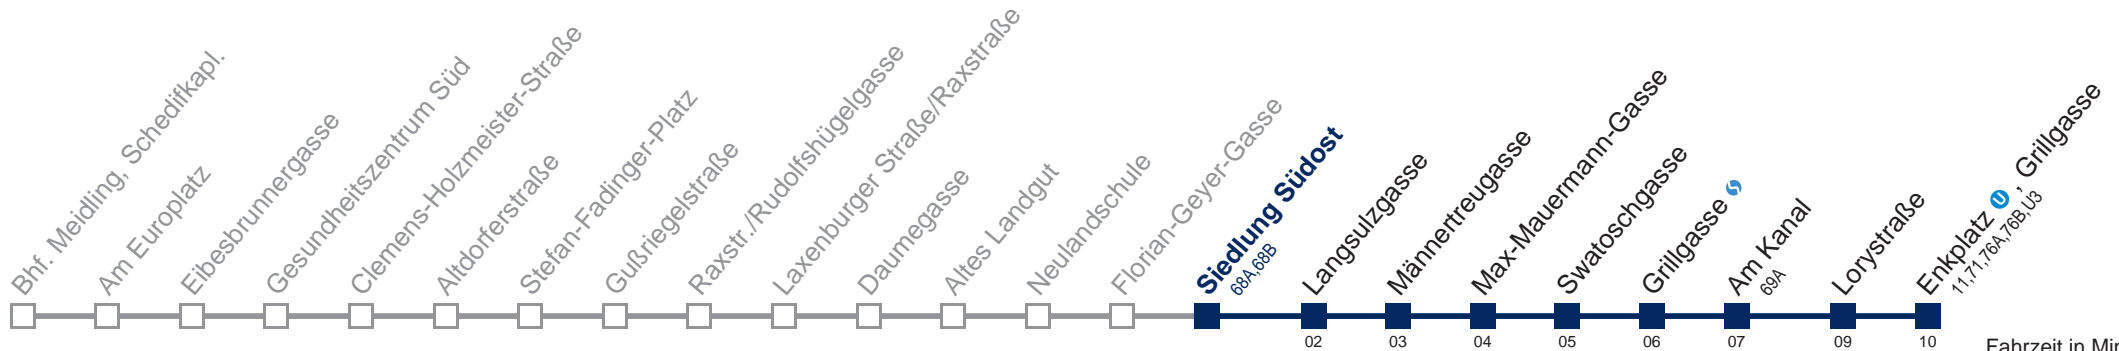 Bhf. Meidling, Schedifkapl.
Am Europlatz
Eibesbrunnergasse
Gesundheitszentrum Süd
Clemens-Holzmeister-Straße
Altdorferstraße
Stefan-Fadinger-Platz
Gußriegelstraße
Raxstr./Rudolfshügelgasse
Laxenburger Straße/Raxstraße
Daumegasse
Altes Landgut
Neulandschule
Florian-Geyer-Gasse
Siedlung Südost
68A,68B
Langsulzgasse
Männertreugasse
Max-Mauermann-Gasse
Swatoschgasse
Grillgasse
Am Kanal
69A
Lorystraße
Enkplatz U , Grillgasse
11,71,76A,76B,U3
02 03 04 05 06 07 09 10
Fahrzeit in Min